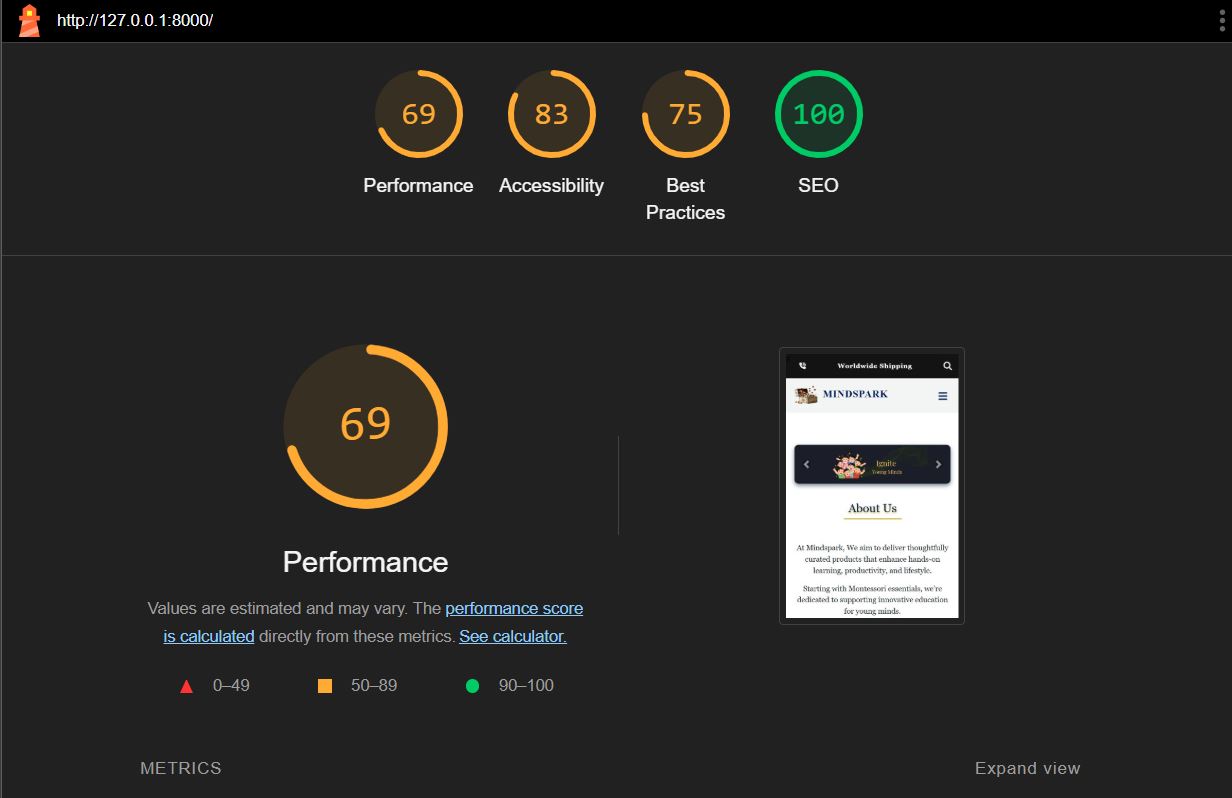 http://127.0.0.1:8000/
69
83
75
100
Performance
Accessibility
Best
Practices
SEO
69
Performance
Values are estimated and may vary. The performance score
is calculated directly from these metrics. See calculator.
0–49
50–89
90–100
Worldwide Shipping
MINDSPARK
Ignite
Young Minds
About Us
At Mindspark, We aim to deliver thoughtfully
curated products that enhance hands-on
learning, productivity, and lifestyle.
Starting with Montessori essentials, we're
dedicated to supporting innovative education
for young minds.
METRICS
Expand view